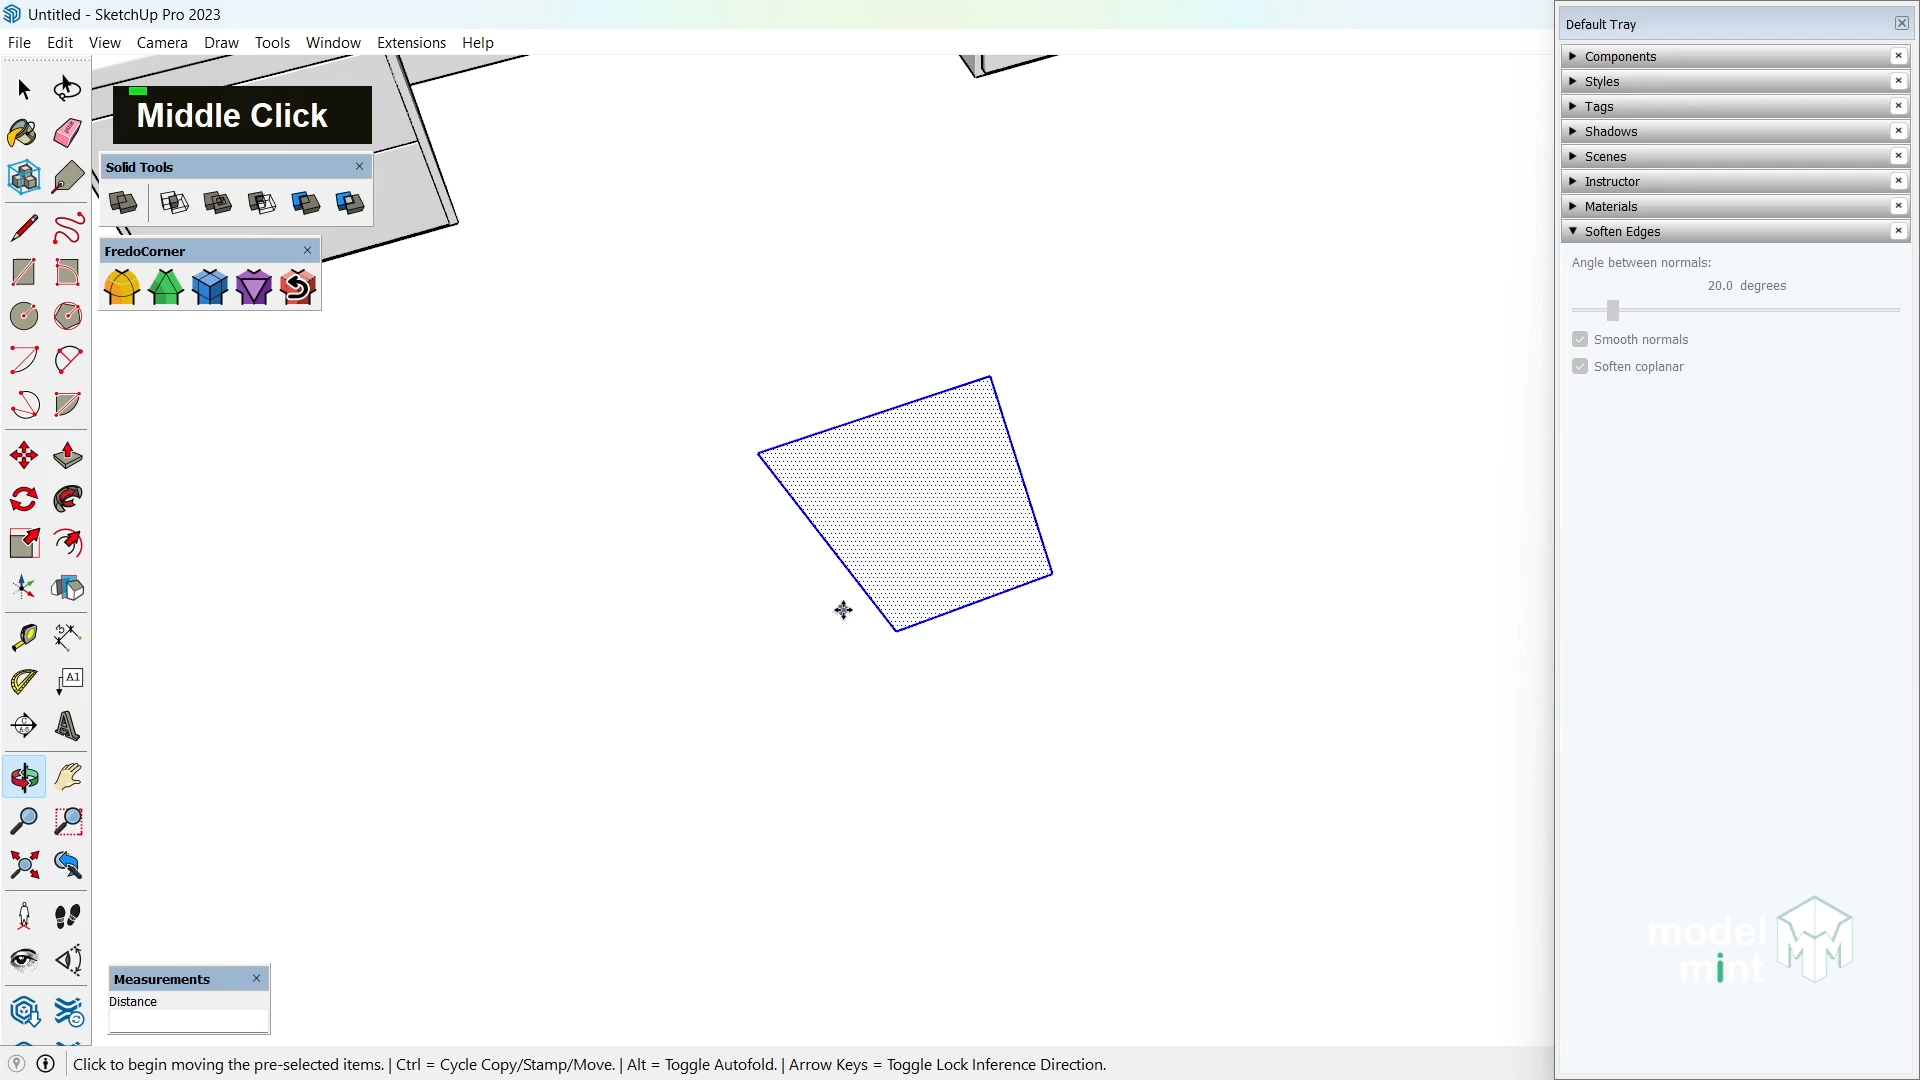 Untitled - SketchUp Pro 2023
File Edit View Camera Draw Tools Window Extensions Help
Middle Click
Solid Tools
FredoCorner
A1
Measurements
Distance
Click to begin moving the pre-selected items. | Ctrl = Cycle Copy/Stamp/Move. | Alt = Toggle Autofold. | Arrow Keys = Toggle Lock Inference Direction.
Default Tray
Components
Styles
Tags
Shadows
Scenes
Instructor
Materials
Soften Edges
Angle between normals:
20.0 degrees
Smooth normals
Soften coplanar
model
mint